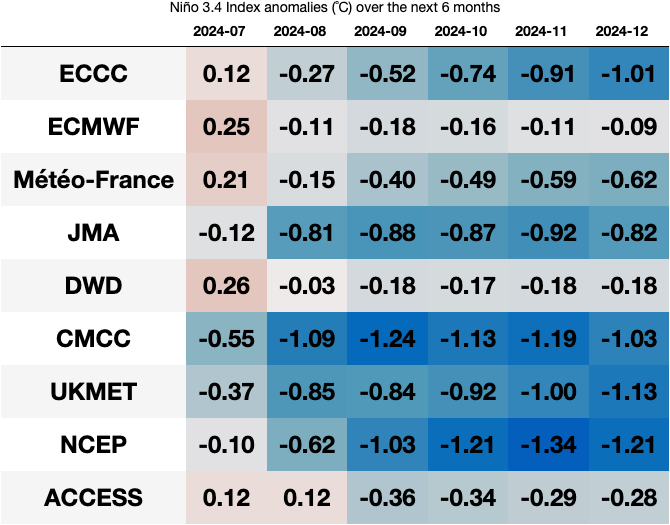 Niño 3.4 Index anomalies (℃) over the next 6 months
2024-07 2024-08 2024-09 2024-10 2024-11 2024-12
ECCC 0.12 -0.27 -0.52 -0.74 -0.91 -1.01
ECMWF 0.25 -0.11 -0.18 -0.16 -0.11 -0.09
Météo-France 0.21 -0.15 -0.40 -0.49 -0.59 -0.62
JMA -0.12 -0.81 -0.88 -0.87 -0.92 -0.82
DWD 0.26 -0.03 -0.18 -0.17 -0.18 -0.18
CMCC -0.55 -1.09 -1.24 -1.13 -1.19 -1.03
UKMET -0.37 -0.85 -0.84 -0.92 -1.00 -1.13
NCEP -0.10 -0.62 -1.03 -1.21 -1.34 -1.21
ACCESS 0.12 0.12 -0.36 -0.34 -0.29 -0.28